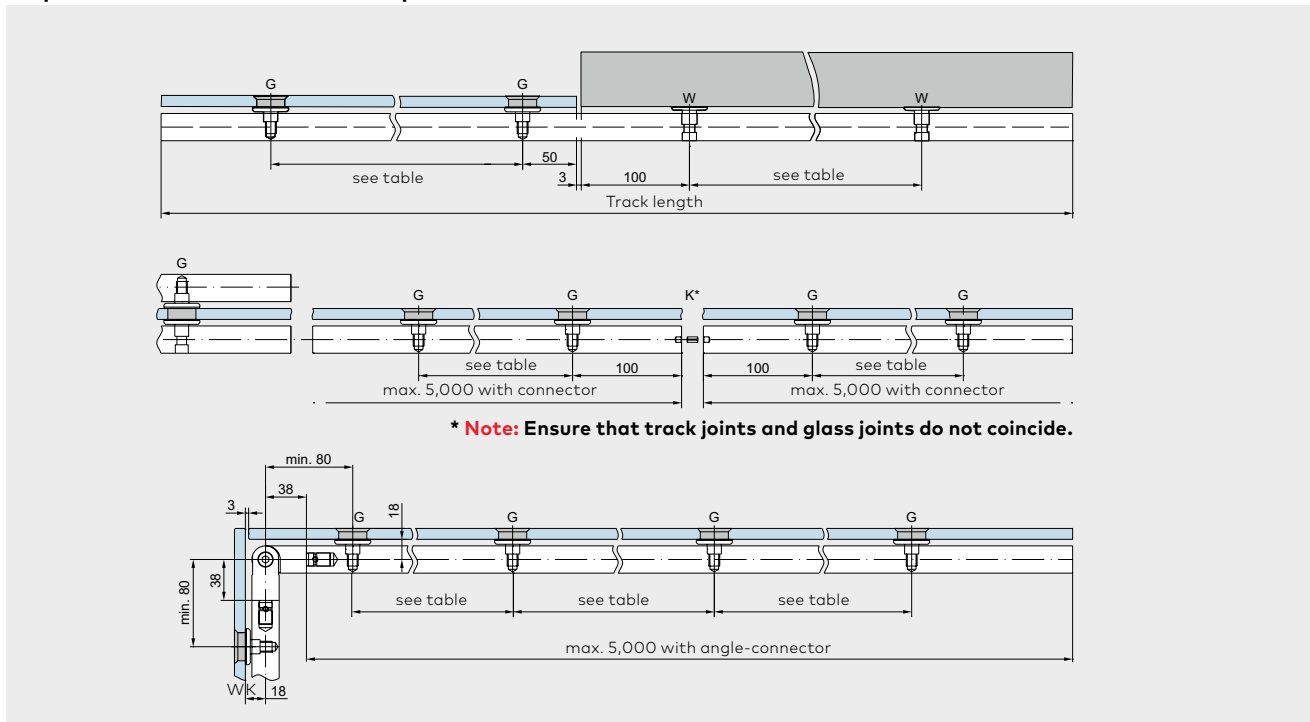 G
G
W
W
50
see table
3
100
see table
Track length
G
G
G
K*
G
G
see table
100
100
see table
max. 5,000 with connector
max. 5,000 with connector
* Note: Ensure that track joints and glass joints do not coincide.
min. 80
38
3
18
G
G
G
G
38
min. 80
see table
see table
see table
max. 5,000 with angle-connector
WK
18